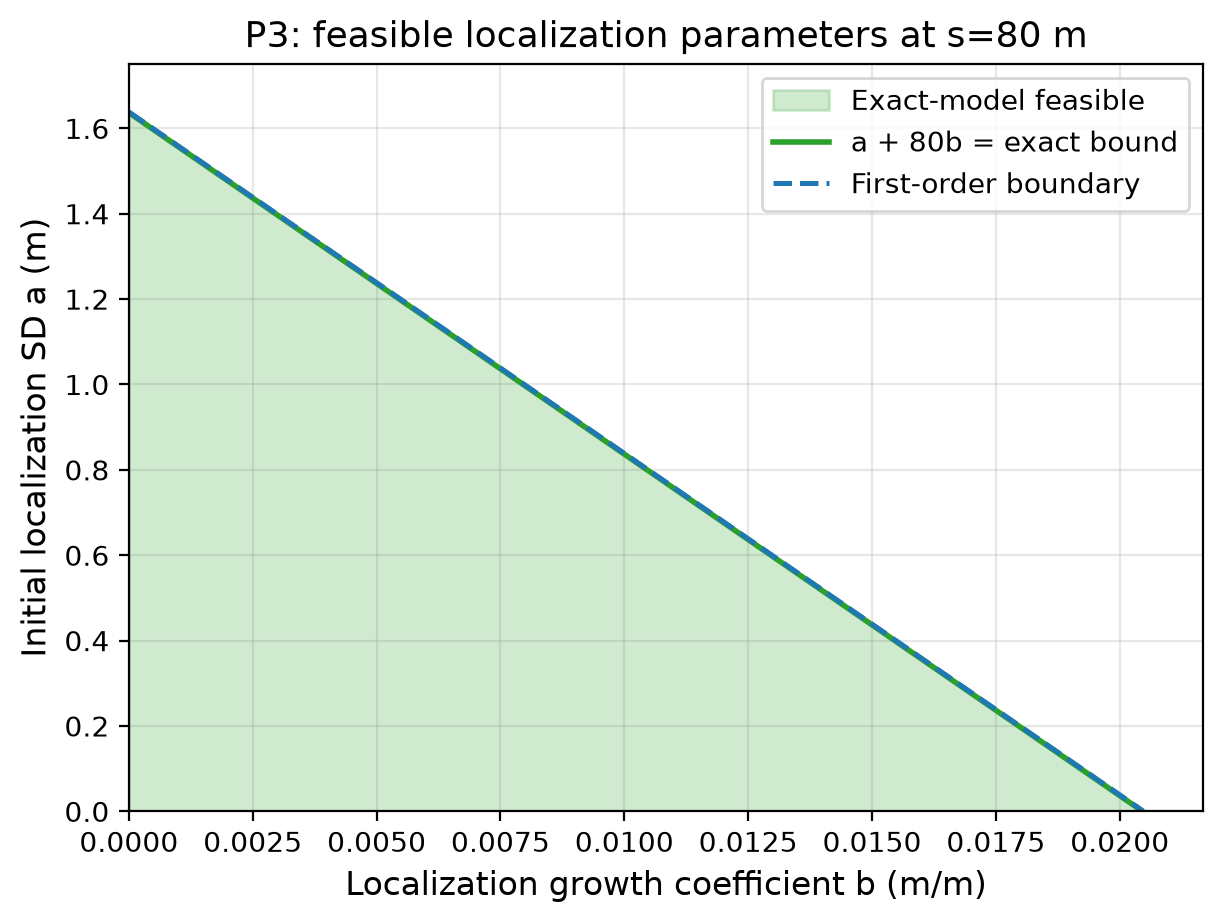 P3: feasible localization parameters at s=80 m
Exact-model feasible
a + 80b = exact bound
First-order boundary
Initial localization SD a (m)
1.6
1.4
1.2
1.0
0.8
0.6
0.4
0.2
0.0
0.0000 0.0025 0.0050 0.0075 0.0100 0.0125 0.0150 0.0175 0.0200
Localization growth coefficient b (m/m)